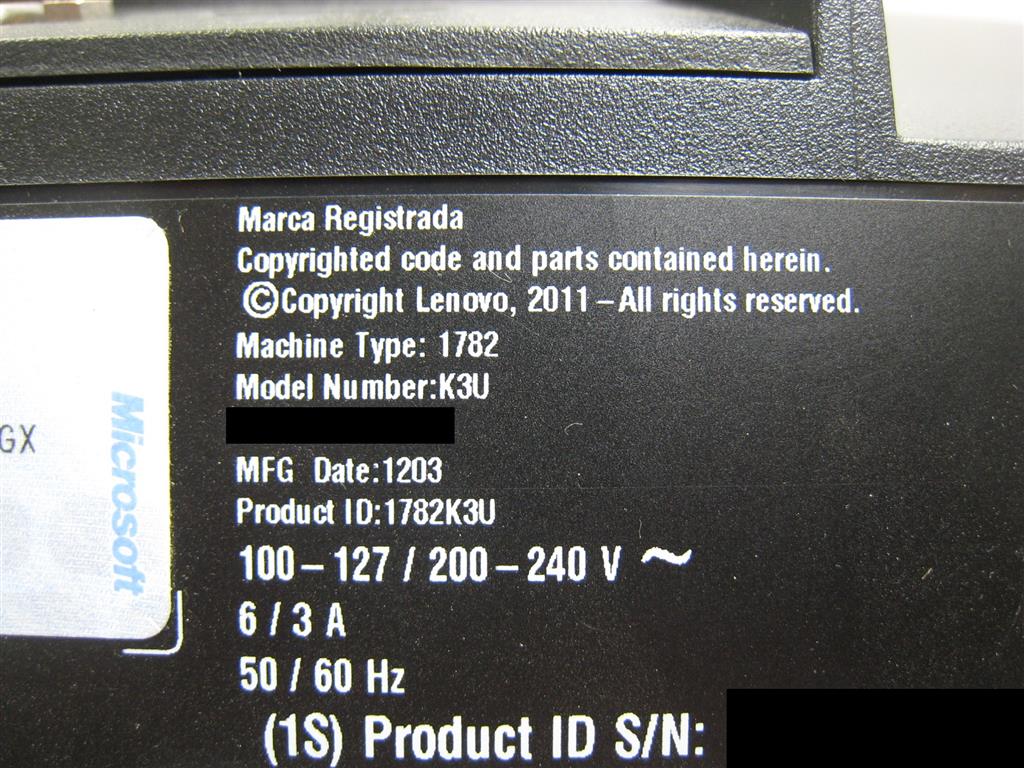 Marca Registrada
Copyrighted code and parts contained herein.
©Copyright Lenovo, 2011 – All rights reserved.
Machine Type: 1782
Model Number:K3U
MFG Date:1203
Product ID:1782K3U
100 – 127 / 200 – 240 V ~
6 / 3 A
50 / 60 Hz
(1S) Product ID S/N:
GX
Microsoft